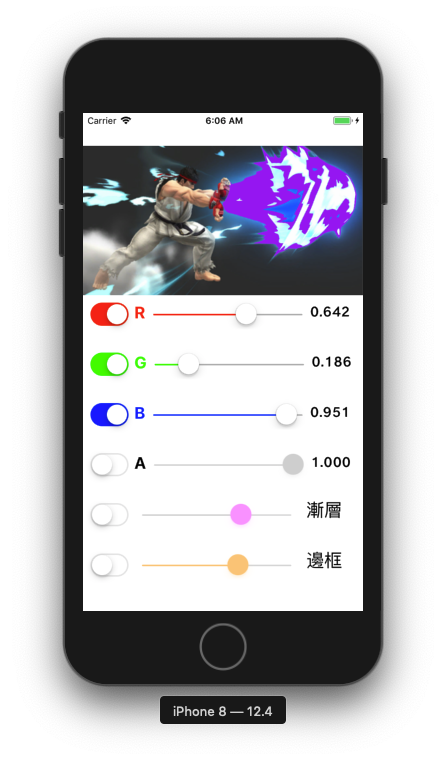 Carrier 6:06 AM
R 0.642
G 0.186
B 0.951
A 1.000
漸層
邊框
iPhone 8 — 12.4